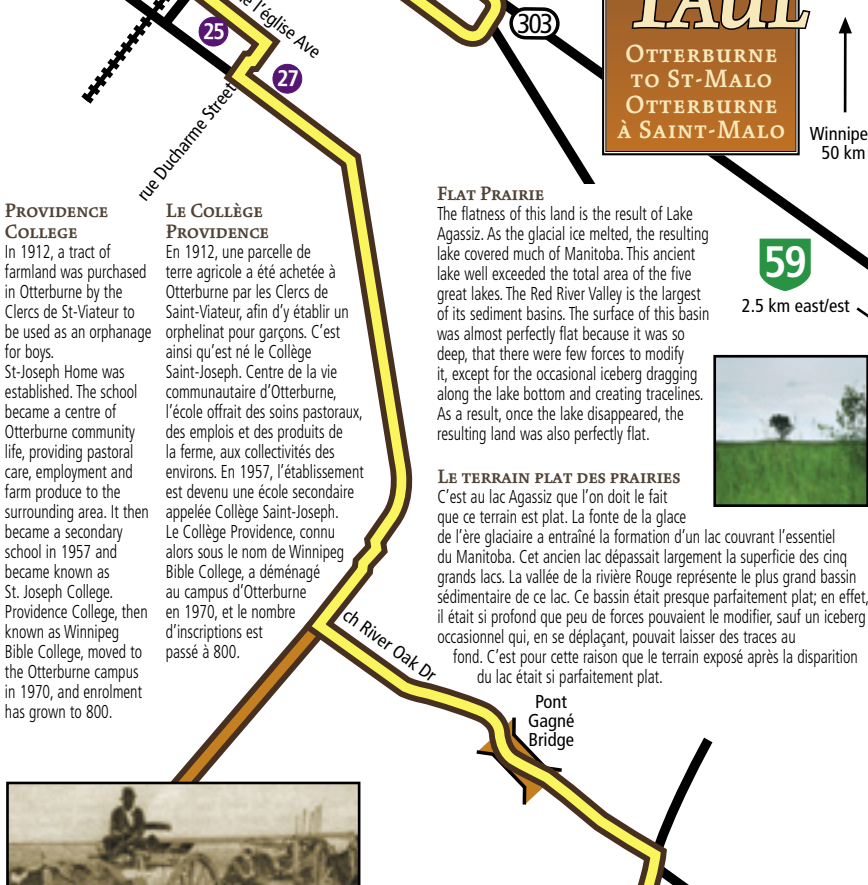 l'église Ave
25
27
rue Ducharme Street
303
PAUL
OTTERBURNE
TO ST-MALO
OTTERBURNE
À SAINT-MALO
Winnipe
50 km
PROVIDENCE
COLLEGE
In 1912, a tract of
farmland was purchased
in Otterburne by the
Clercs de St-Viateur to
be used as an orphanage
for boys.
St-Joseph Home was
established. The school
became a centre of
Otterburne community
life, providing pastoral
care, employment and
farm produce to the
surrounding area. It then
became a secondary
school in 1957 and
became known as
St. Joseph College.
Providence College, then
known as Winnipeg
Bible College, moved to
the Otterburne campus
in 1970, and enrolment
has grown to 800.
LE COLLÈGE
PROVIDENCE
En 1912, une parcelle de
terre agricole a été achetée à
Otterburne par les Clercs de
Saint-Viateur, afin d'y établir un
orphelinat pour garçons. C'est
ainsi qu'est né le Collège
Saint-Joseph. Centre de la vie
communautaire d'Otterburne,
l'école offrait des soins pastoraux,
des emplois et des produits de
la ferme, aux collectivités des
environs. En 1957, l'établissement
est devenu une école secondaire
appelée Collège Saint-Joseph.
Le Collège Providence, connu
alors sous le nom de Winnipeg
Bible College, a déménagé
au campus d'Otterburne
en 1970, et le nombre
d'inscriptions est
passé à 800.
FLAT PRAIRIE
The flatness of this land is the result of Lake
Agassiz. As the glacial ice melted, the resulting
lake covered much of Manitoba. This ancient
lake well exceeded the total area of the five
great lakes. The Red River Valley is the largest
of its sediment basins. The surface of this basin
was almost perfectly flat because it was so
deep, that there were few forces to modify
it, except for the occasional iceberg dragging
along the lake bottom and creating tracelines.
As a result, once the lake disappeared, the
resulting land was also perfectly flat.
59
2.5 km east/est
LE TERRAIN PLAT DES PRAIRIES
C'est au lac Agassiz que l'on doit le fait
que ce terrain est plat. La fonte de la glace
de l'ère glaciaire a entraîné la formation d'un lac couvrant l'essentiel
du Manitoba. Cet ancien lac dépassait largement la superficie des cinq
grands lacs. La vallée de la rivière Rouge représente le plus grand bassin
sédimentaire de ce lac. Ce bassin était presque parfaitement plat; en effet,
il était si profond que peu de forces pouvaient le modifier, sauf un iceberg
occasionnel qui, en se déplaçant, pouvait laisser des traces au
fond. C'est pour cette raison que le terrain exposé après la disparition
du lac était si parfaitement plat.
ch River Oak Dr
Pont
Gagné
Bridge